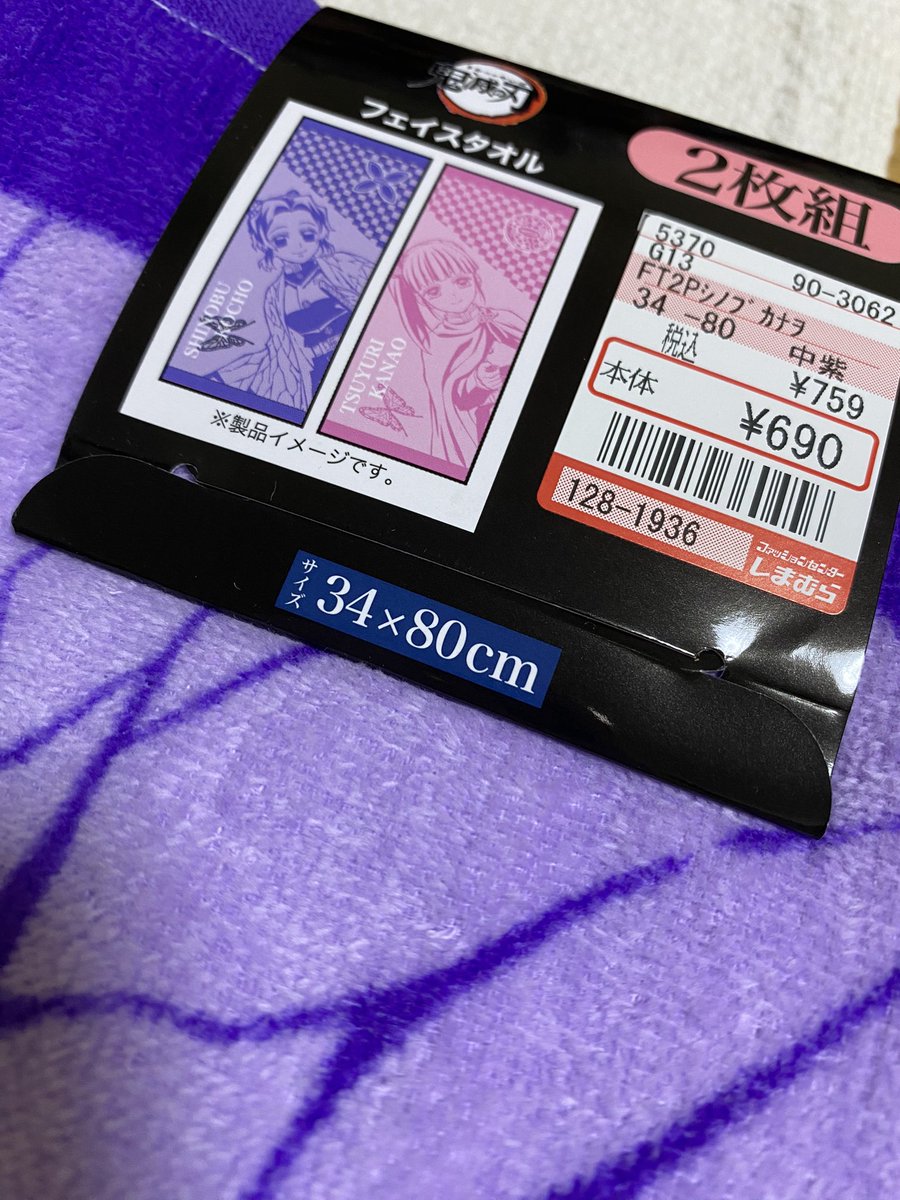 鬼滅の刃
フェイスタオル
2枚組
SHINOBU
KOCHO
TSUYURI
KANAO
※製品イメージです。
5370
613 90-3062
FT2Pシノブ カナヲ
34 -80 中紫
税込 ¥759
本体 ¥690
128-1936
ファッションセンター
しまむら
サイズ 34×80cm